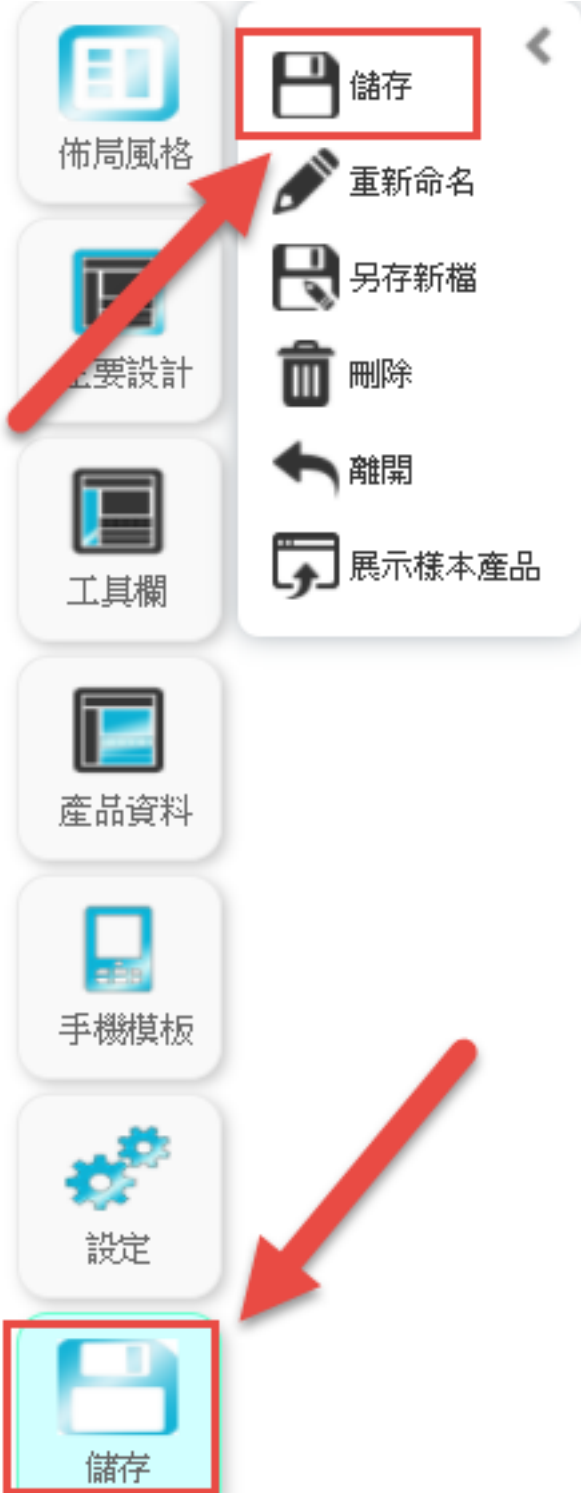 佈局風格
要設計
工具欄
產品資料
手機模板
設定
儲存
儲存
重新命名
另存新檔
刪除
離開
展示樣本產品